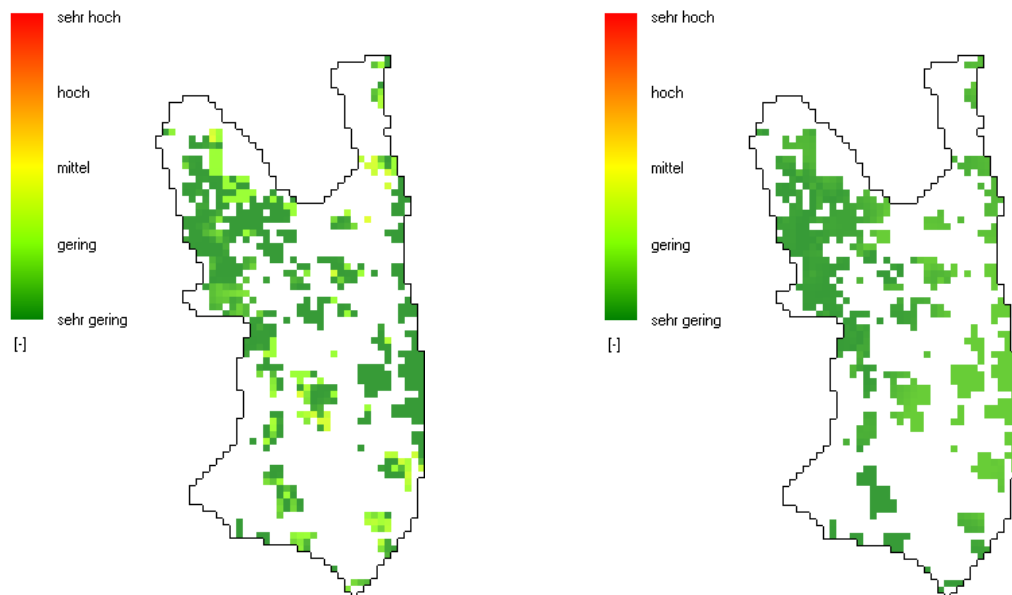 sehr hoch
hoch
mittel
gering
sehr gering
[-]
sehr hoch
hoch
mittel
gering
sehr gering
[-]